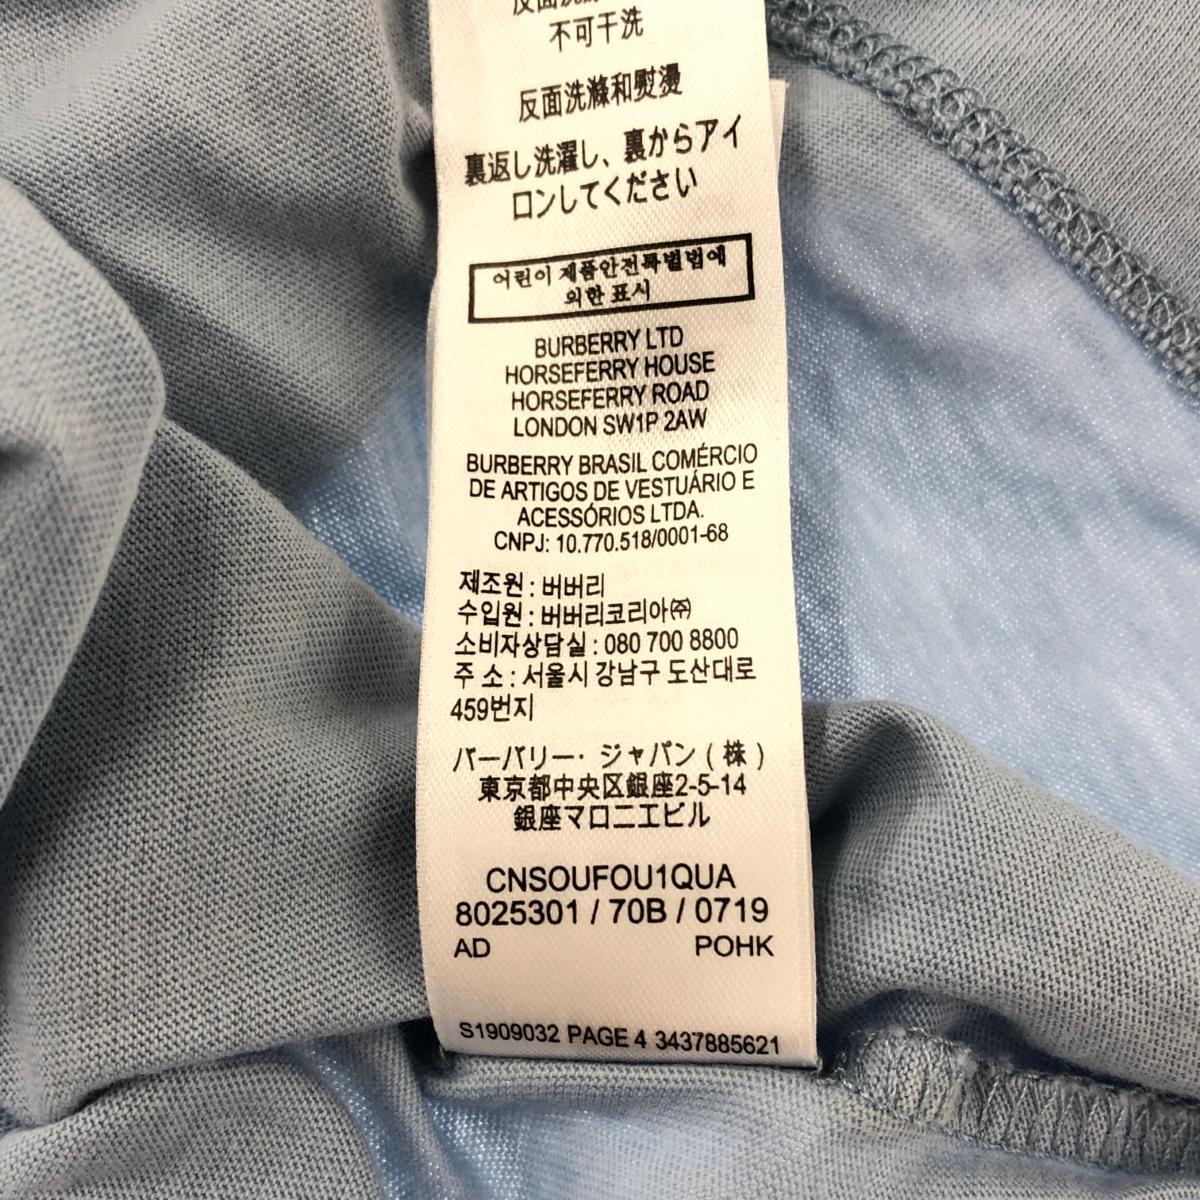 反面洗
不可干洗
反面洗滌和熨燙
裏返し洗濯し、裏からアイ
ロンしてください
어린이 제품안전특별법에
의한 표시
BURBERRY LTD
HORSEFERRY HOUSE
HORSEFERRY ROAD
LONDON SW1P 2AW
BURBERRY BRASIL COMÉRCIO
DE ARTIGOS DE VESTUÁRIO E
ACESSÓRIOS LTDA.
CNPJ: 10.770.518/0001-68
제조원 : 버버리
수입원 : 버버리코리아㈜
소비자상담실 : 080 700 8800
주 소 : 서울시 강남구 도산대로
459번지
バーバリー· ジャパン ( 株 )
東京都中央区銀座2-5-14
銀座マロニエビル
CNSOUFOU1QUA
8025301 / 70B / 0719
AD POHK
S1909032 PAGE 4 3437885621